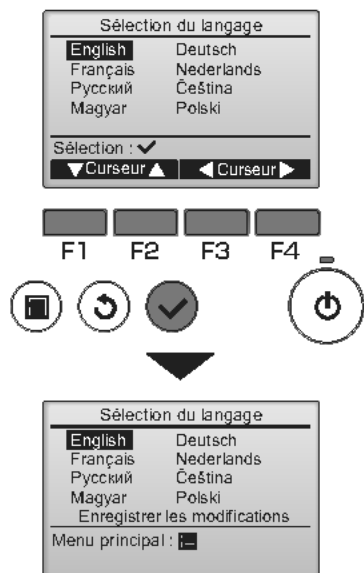 Sélection du langage
English Deutsch
Français Nederlands
Русский Čeština
Magyar Polski
Sélection : ✓
▼Curseur▲ ◀Curseur▶
F1 F2 F3 F4
Sélection du langage
English Deutsch
Français Nederlands
Русский Čeština
Magyar Polski
Enregistrer les modifications
Menu principal :